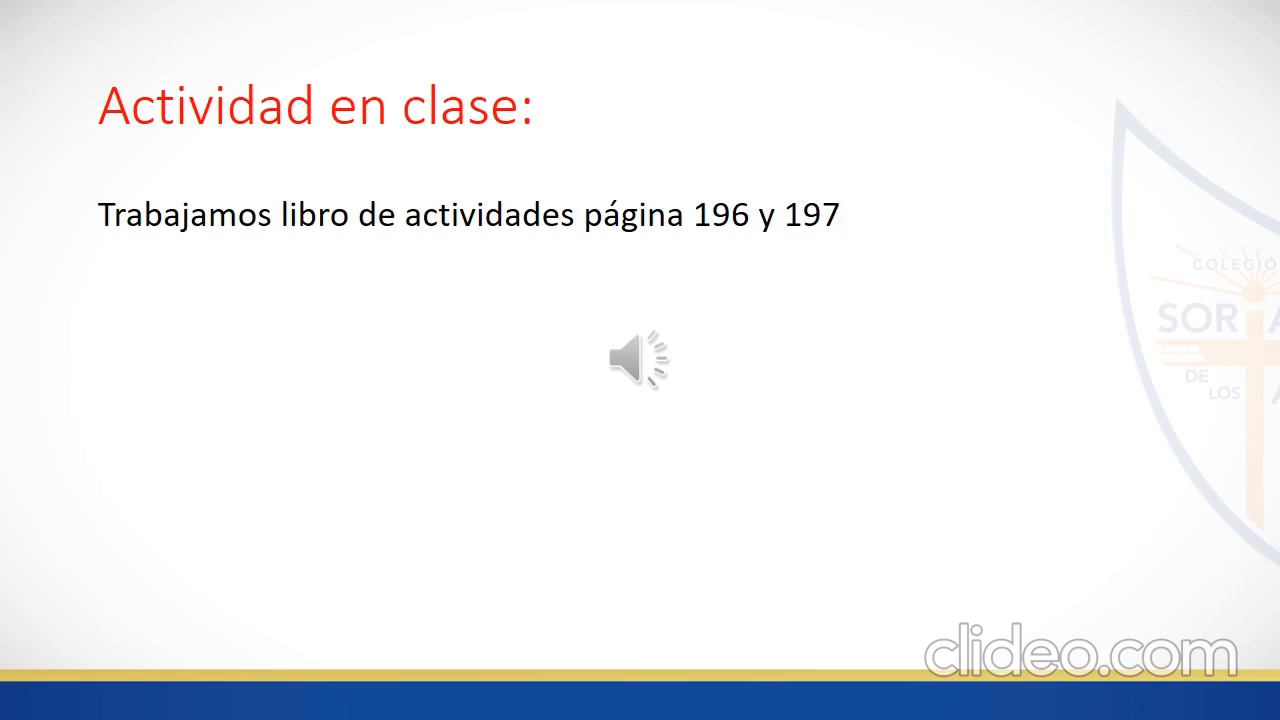 Actividad en clase:
Trabajamos libro de actividades página 196 y 197
COLEGIO
SOR
DE
LOS
clideo.com